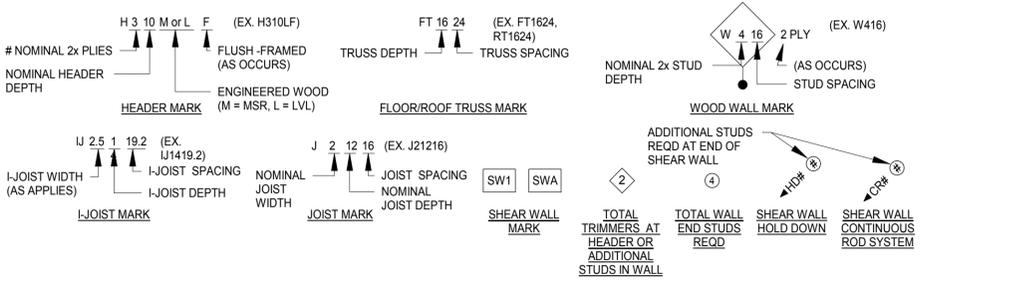 H 3 10 M or L F (EX. H310LF)
# NOMINAL 2x PLIES
NOMINAL HEADER
DEPTH
FLUSH -FRAMED
(AS OCCURS)
ENGINEERED WOOD
(M = MSR, L = LVL)
HEADER MARK
FT 16 24 (EX. FT1624,
RT1624)
TRUSS DEPTH
TRUSS SPACING
FLOOR/ROOF TRUSS MARK
W 4 16 2 PLY (EX. W416)
NOMINAL 2x STUD
DEPTH
(AS OCCURS)
STUD SPACING
WOOD WALL MARK
IJ 2.5 1 19.2 (EX.
IJ1419.2)
I-JOIST WIDTH
(AS APPLIES)
I-JOIST SPACING
I-JOIST DEPTH
I-JOIST MARK
J 2 12 16 (EX. J21216)
NOMINAL
JOIST
WIDTH
JOIST SPACING
NOMINAL
JOIST DEPTH
JOIST MARK
SW1 SWA
SHEAR WALL
MARK
2
TOTAL
TRIMMERS AT
HEADER OR
ADDITIONAL
STUDS IN WALL
4
TOTAL WALL
END STUDS
REQD
ADDITIONAL STUDS
REQD AT END OF
SHEAR WALL
#
HD#
SHEAR WALL
HOLD DOWN
#
CR#
SHEAR WALL
CONTINUOUS
ROD SYSTEM